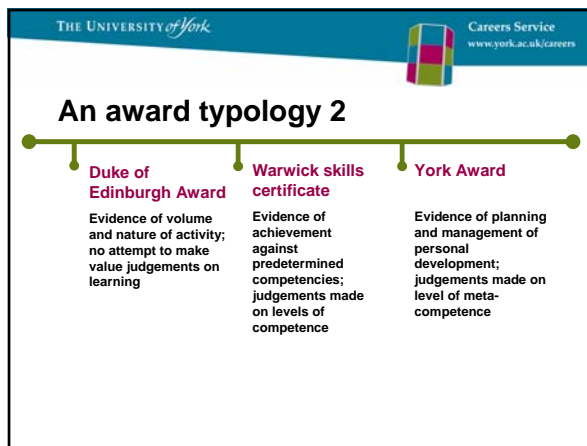 THE UNIVERSITY of York
Careers Service
www.york.ac.uk/careers
An award typology 2
Duke of
Edinburgh Award
Evidence of volume
and nature of activity;
no attempt to make
value judgements on
learning
Warwick skills
certificate
Evidence of
achievement
against
predetermined
competencies;
judgements made
on levels of
competence
York Award
Evidence of planning
and management of
personal
development;
judgements made on
level of meta-
competence